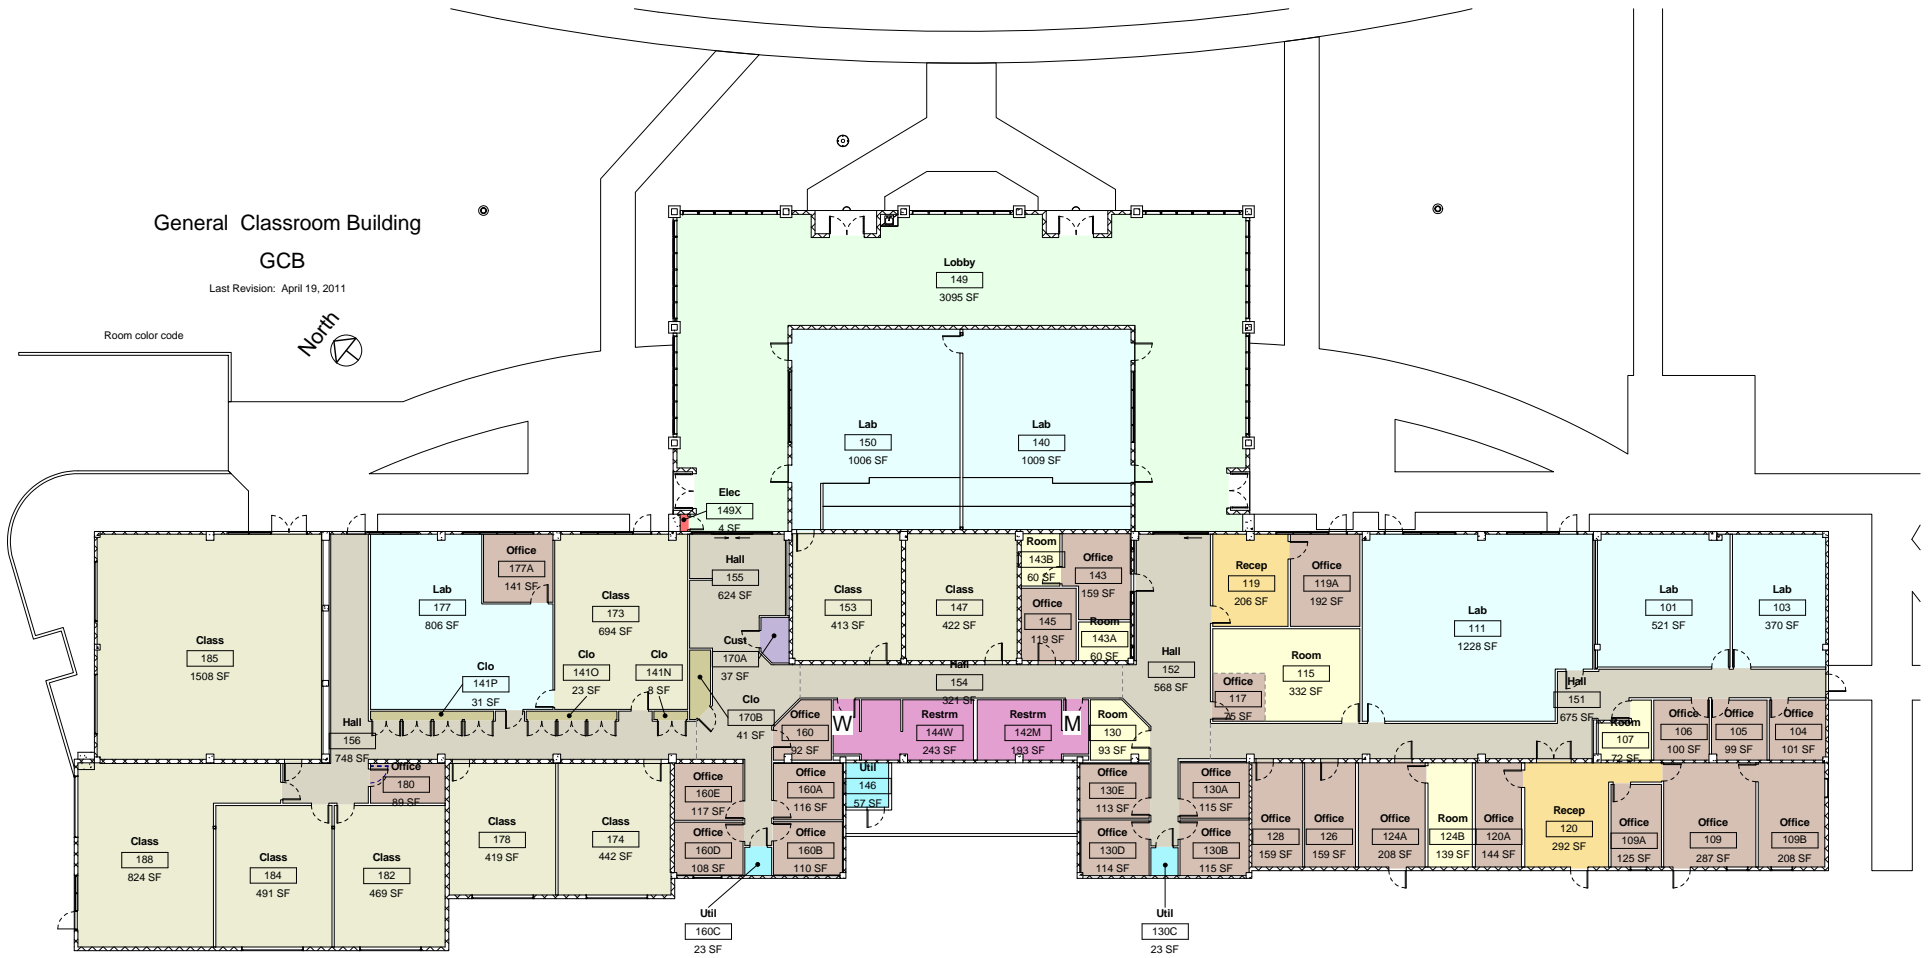 General Classroom Building
GCB
Last Revision: April 19, 2011
Room color code
North
Lobby
149
3095 SF
Lab
150
1006 SF
Lab
140
1009 SF
Elec
149X
4 SF
Class
185
1508 SF
Lab
177
806 SF
Office
177A
141 SF
Class
173
694 SF
Hall
155
624 SF
Cust
170A
37 SF
Class
153
413 SF
Class
147
422 SF
Room
143B
60 SF
Office
143
159 SF
Office
145
119 SF
Room
143A
60 SF
Hall
152
568 SF
Recep
119
206 SF
Office
119A
192 SF
Room
115
332 SF
Office
117
75 SF
Lab
111
1228 SF
Lab
101
521 SF
Lab
103
370 SF
Clo
141P
31 SF
Clo
141O
23 SF
Clo
141N
8 SF
Clo
170B
41 SF
Hall
154
321 SF
Hall
151
675 SF
Hall
156
748 SF
Office
160
92 SF
W
Restrm
144W
243 SF
Restrm
142M
193 SF
M
Room
130
93 SF
Room
107
72 SF
Office
106
100 SF
Office
105
99 SF
Office
104
101 SF
Office
180
89 SF
Class
188
824 SF
Class
184
491 SF
Class
182
469 SF
Class
178
419 SF
Class
174
442 SF
Office
160E
117 SF
Office
160A
116 SF
Office
160D
108 SF
Office
160B
110 SF
Util
146
57 SF
Office
130E
113 SF
Office
130A
115 SF
Office
130D
114 SF
Office
130B
115 SF
Office
128
159 SF
Office
126
159 SF
Office
124A
208 SF
Room
124B
139 SF
Office
120A
144 SF
Recep
120
292 SF
Office
109A
125 SF
Office
109
287 SF
Office
109B
208 SF
Util
160C
23 SF
Util
130C
23 SF